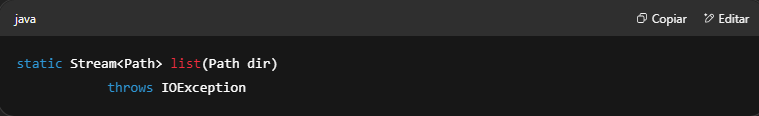 java
Copiar
Editar
static Stream<Path> list(Path dir)
throws IOException